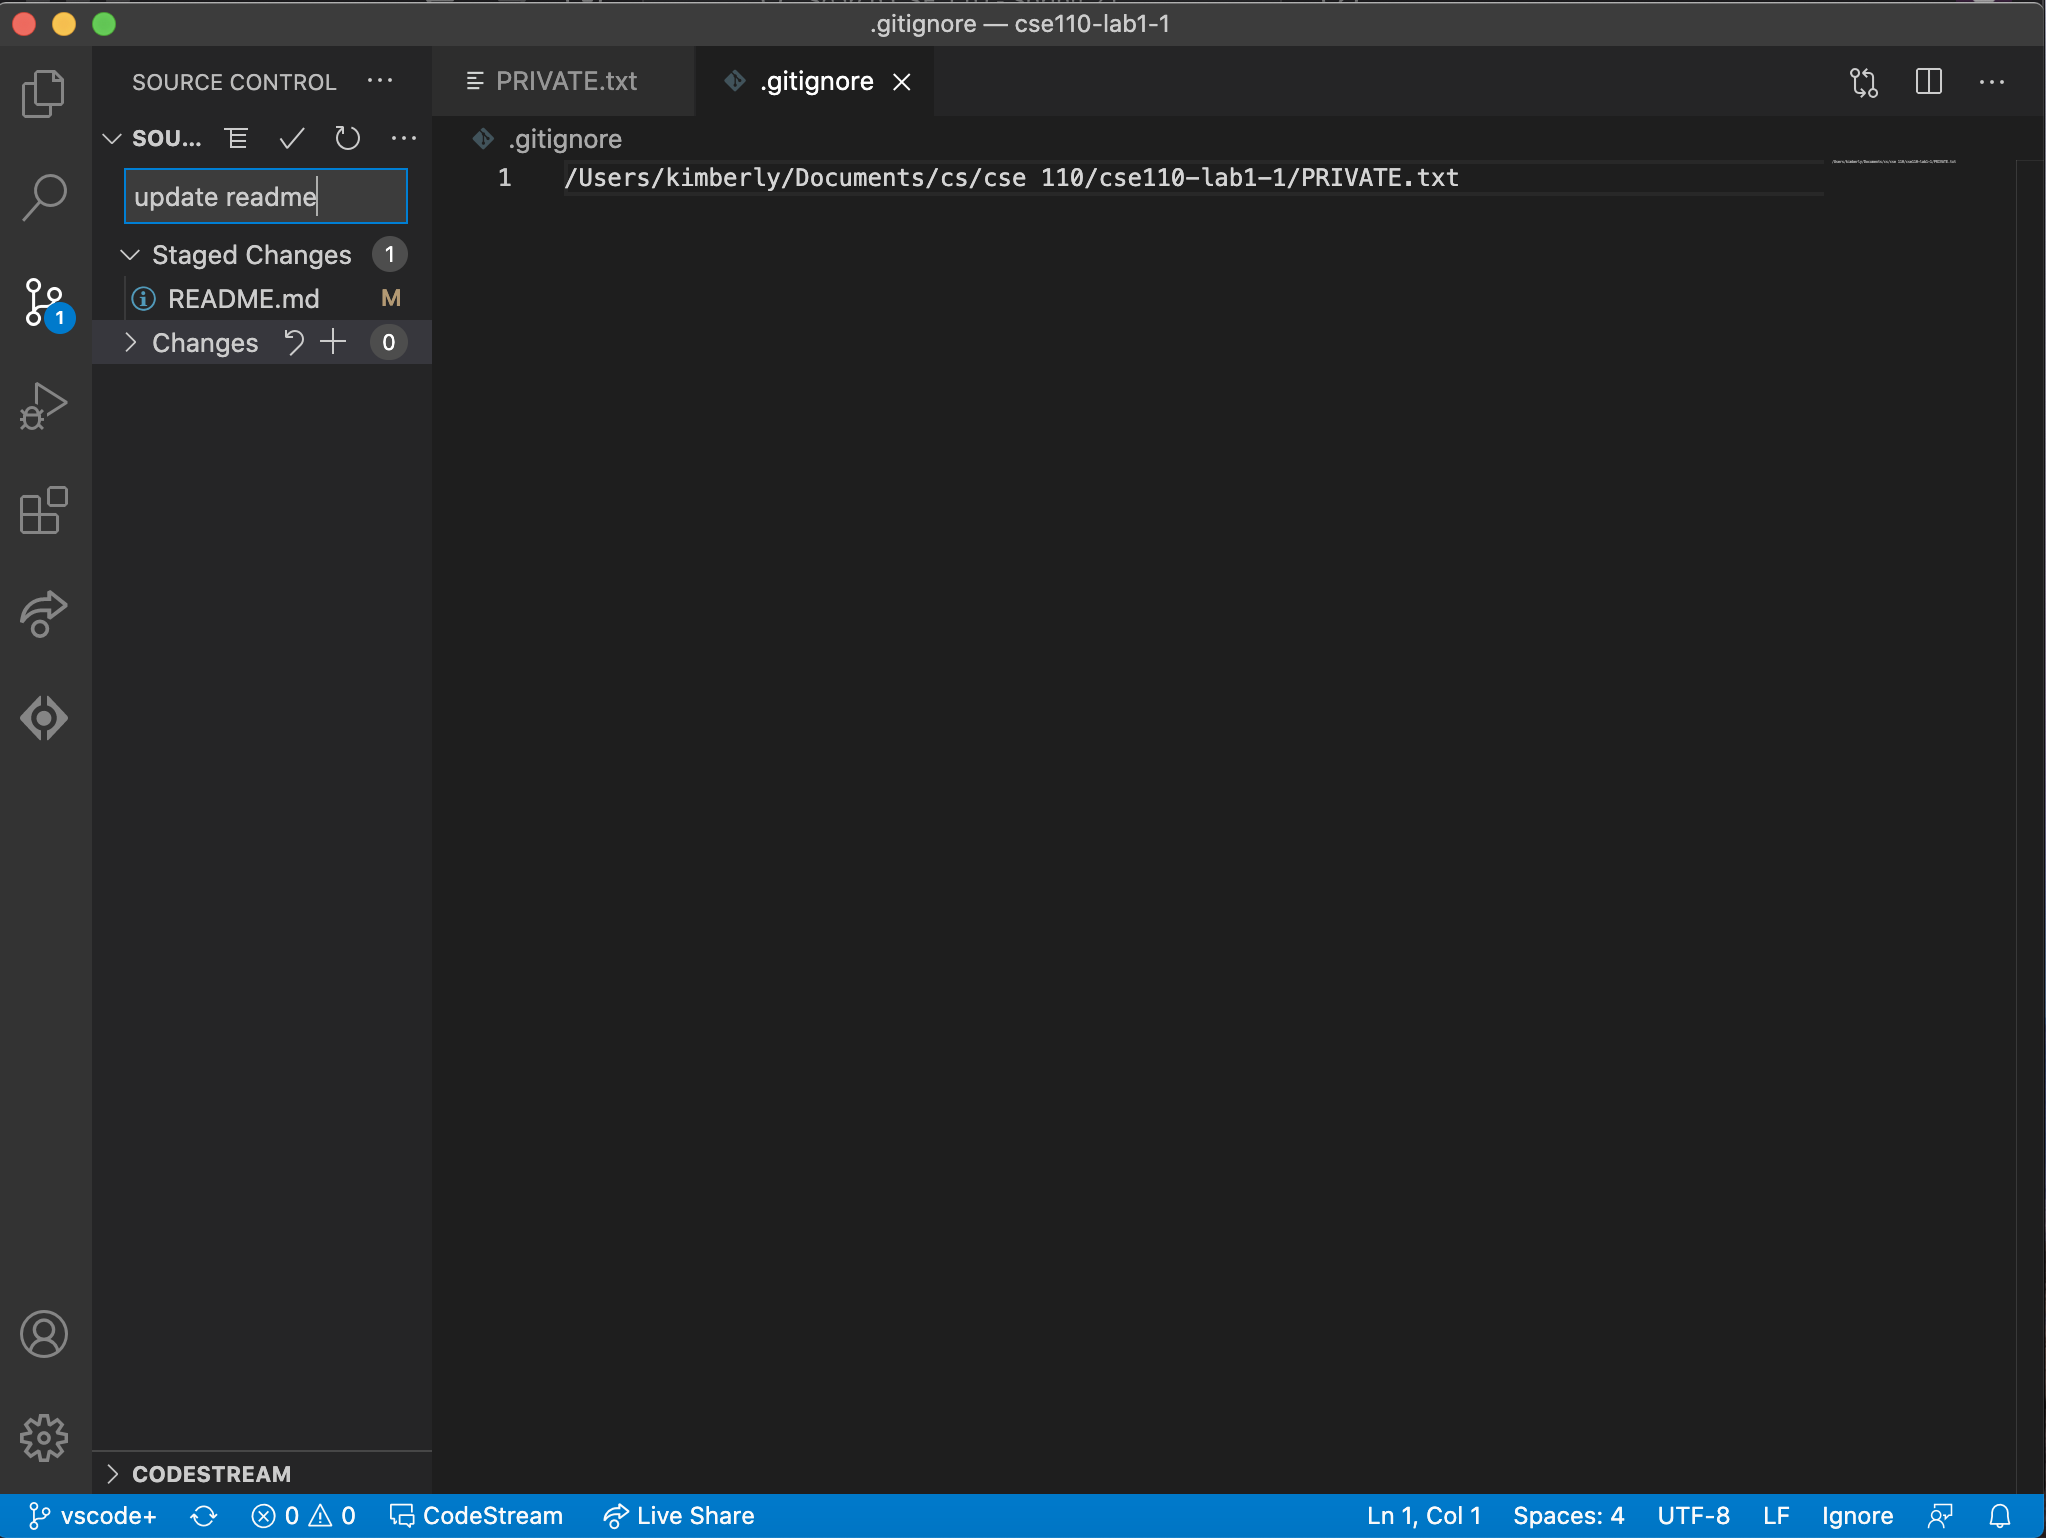 .gitignore — cse110-lab1-1
SOURCE CONTROL
PRIVATE.txt
.gitignore
SOU...
.gitignore
update readme
1 /Users/kimberly/Documents/cs/cse 110/cse110-lab1-1/PRIVATE.txt
Staged Changes 1
README.md M
1
Changes 0
CODESTREAM
vscode+ 0 0 CodeStream Live Share Ln 1, Col 1 Spaces: 4 UTF-8 LF Ignore